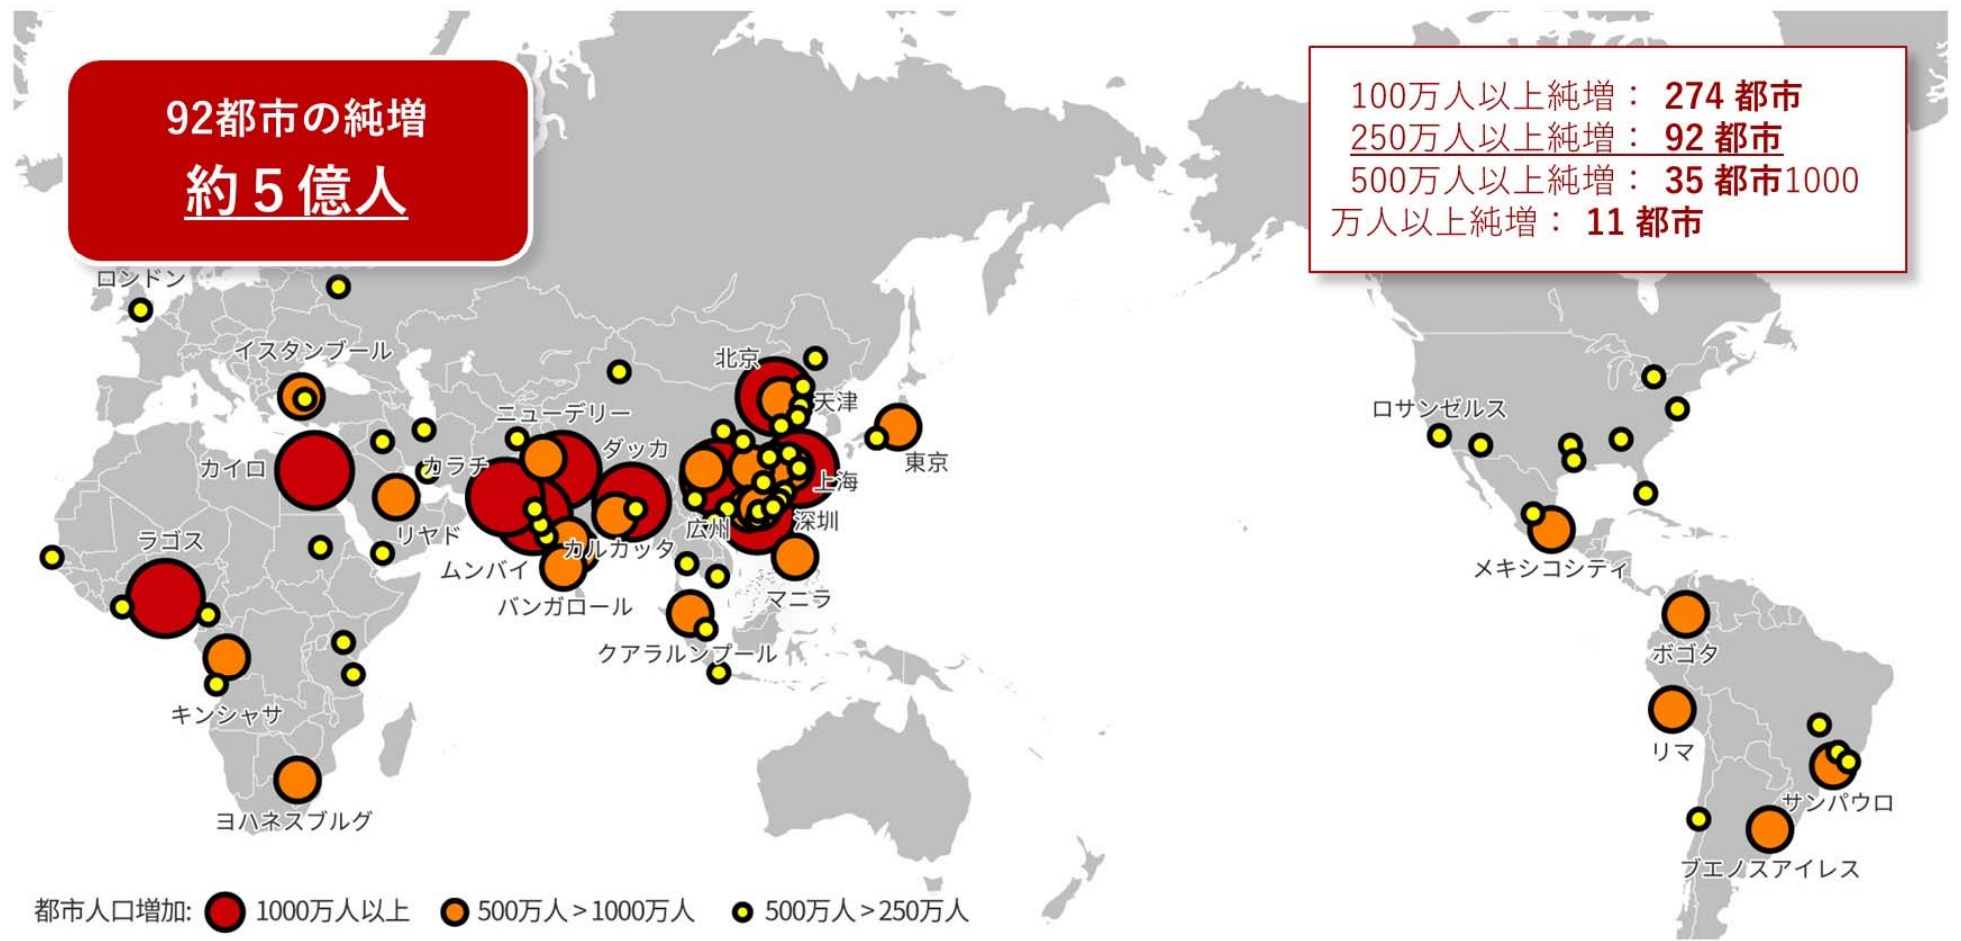 92都市の純増
約5億人
100万人以上純増： 274 都市
250万人以上純増： 92 都市
500万人以上純増： 35 都市1000
万人以上純増： 11 都市
ロンドン
イスタンブール
北京
天津
ニューデリー
ダッカ
カイロ
カラチ
東京
上海
リヤド
広州
深圳
ラゴス
カルカッタ
ムンバイ
バンガロール
マニラ
クアラルンプール
キンシャサ
ヨハネスブルグ
ロサンゼルス
メキシコシティ
ボゴタ
リマ
サンパウロ
ブエノスアイレス
都市人口増加: 1000万人以上 500万人＞1000万人 500万人＞250万人